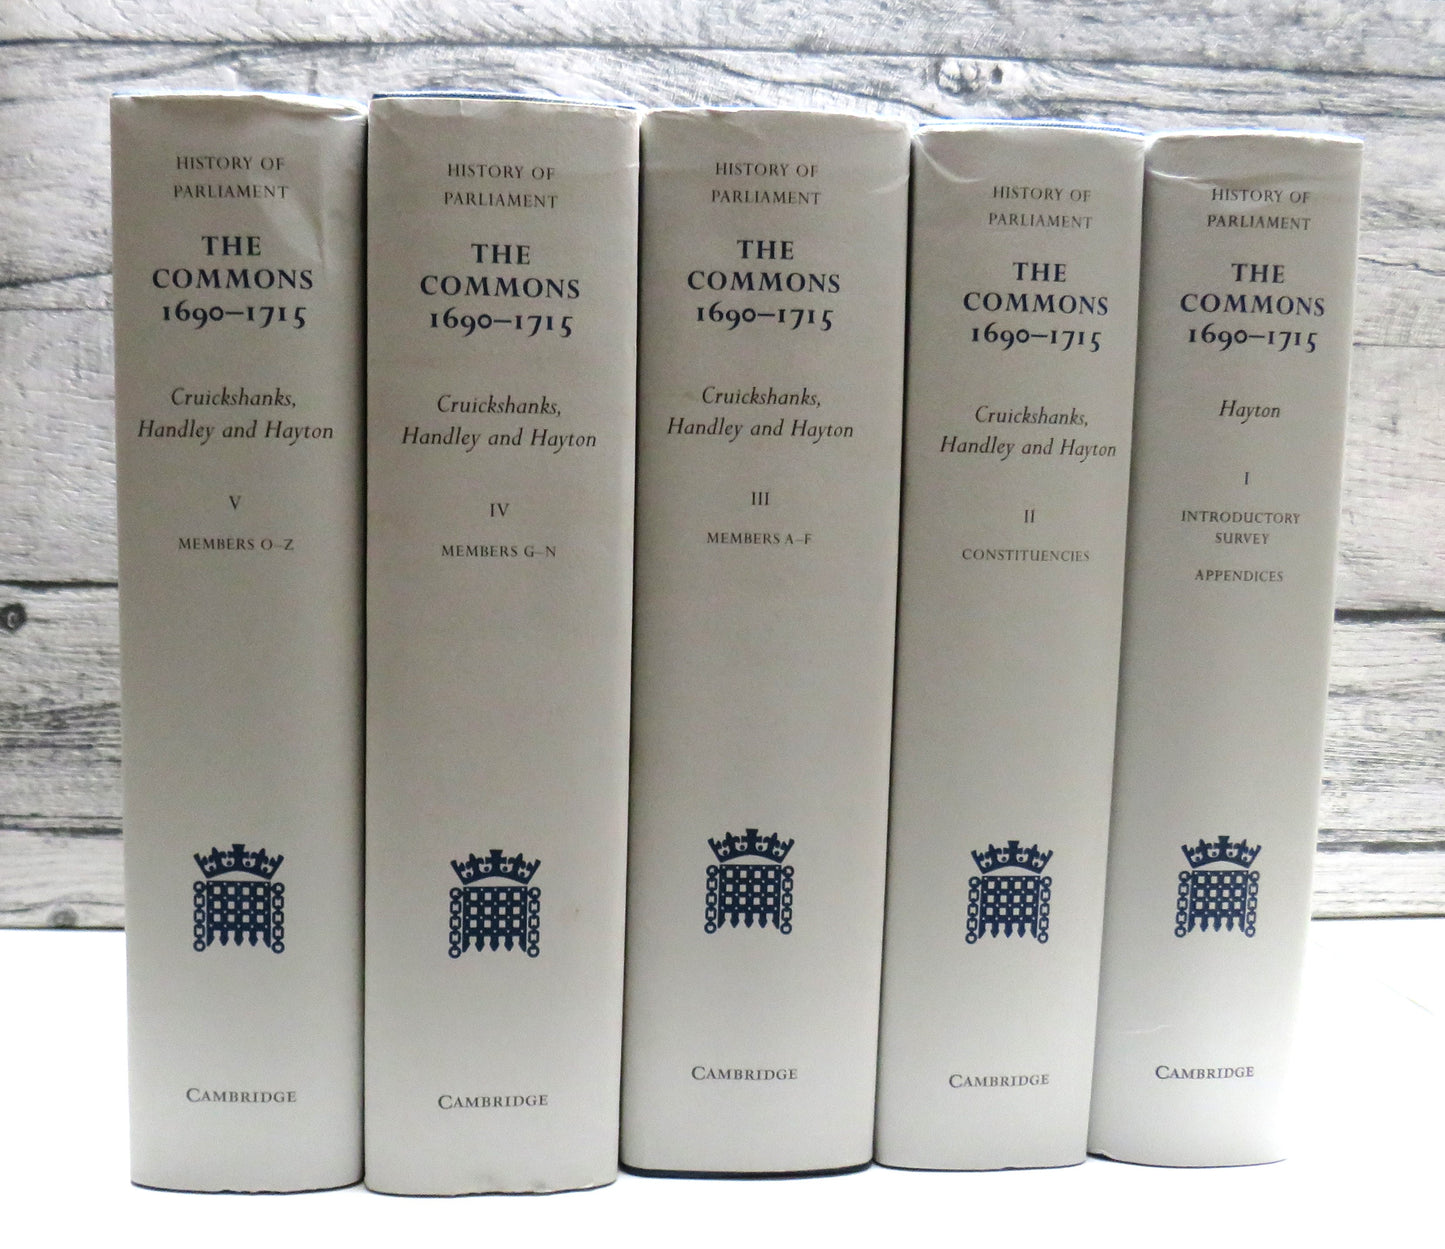 HISTORY OF
PARLIAMENT
THE
COMMONS
1690–1715
Cruickshanks,
Handley and Hayton
V
MEMBERS O–Z
CAMBRIDGE
HISTORY OF
PARLIAMENT
THE
COMMONS
1690–1715
Cruickshanks,
Handley and Hayton
IV
MEMBERS G–N
CAMBRIDGE
HISTORY OF
PARLIAMENT
THE
COMMONS
1690–1715
Cruickshanks,
Handley and Hayton
III
MEMBERS A–F
CAMBRIDGE
HISTORY OF
PARLIAMENT
THE
COMMONS
1690–1715
Cruickshanks,
Handley and Hayton
II
CONSTITUENCIES
CAMBRIDGE
HISTORY OF
PARLIAMENT
THE
COMMONS
1690–1715
Hayton
I
INTRODUCTORY
SURVEY
APPENDICES
CAMBRIDGE